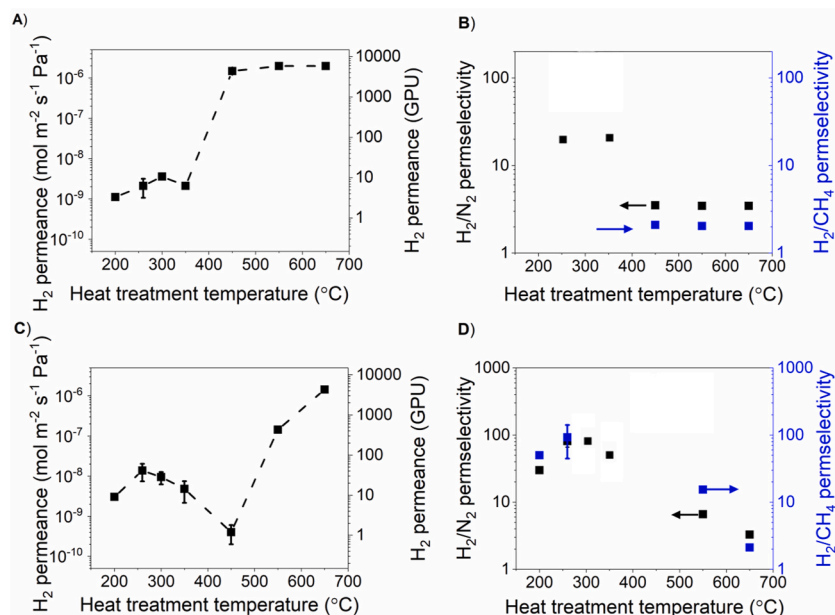 A)
H₂ permeance (mol m⁻² s⁻¹ Pa⁻¹)
10⁻⁶
10⁻⁷
10⁻⁸
10⁻⁹
10⁻¹⁰
10000
1000
100
10
1
H₂ permeance (GPU)
200 300 400 500 600 700
Heat treatment temperature (°C)
B)
H₂/N₂ permselectivity
100
10
1
100
10
1
H₂/CH₄ permselectivity
200 300 400 500 600 700
Heat treatment temperature (°C)
C)
H₂ permeance (mol m⁻² s⁻¹ Pa⁻¹)
10⁻⁶
10⁻⁷
10⁻⁸
10⁻⁹
10⁻¹⁰
10000
1000
100
10
1
H₂ permeance (GPU)
200 300 400 500 600 700
Heat treatment temperature (°C)
D)
H₂/N₂ permselectivity
1000
100
10
1
1000
100
10
1
H₂/CH₄ permselectivity
200 300 400 500 600 700
Heat treatment temperature (°C)